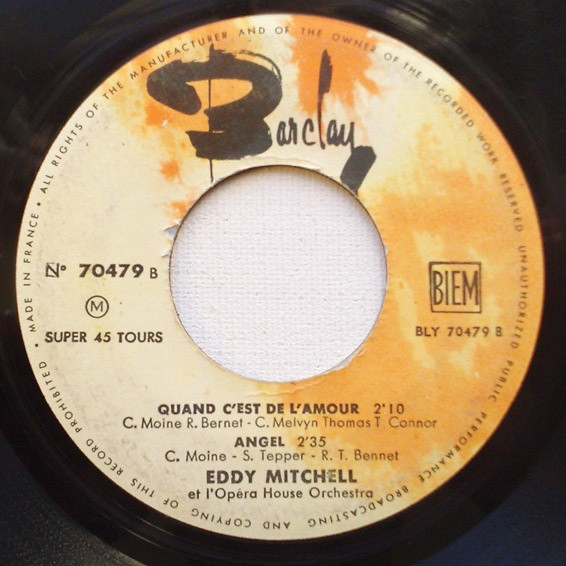 • ALL RIGHTS OF THE MANUFACTURER AND OF THE OWNER OF THE RECORDED WORK RESERVED UNAUTHORIZED PUBLIC PERFORMANCE BROADCASTING AND COPYING OF THIS RECORD PROHIBITED • MADE IN FRANCE
Barclay
N° 70479 B
M
SUPER 45 TOURS
BIEM
BLY 70479 B
QUAND C'EST DE L'AMOUR 2'10
C. Moine R. Bernet - C. Melvyn Thomas T. Connor
ANGEL 2'35
C. Moine - S. Tepper - R. T. Bennet
EDDY MITCHELL
et l'Opéra House Orchestra